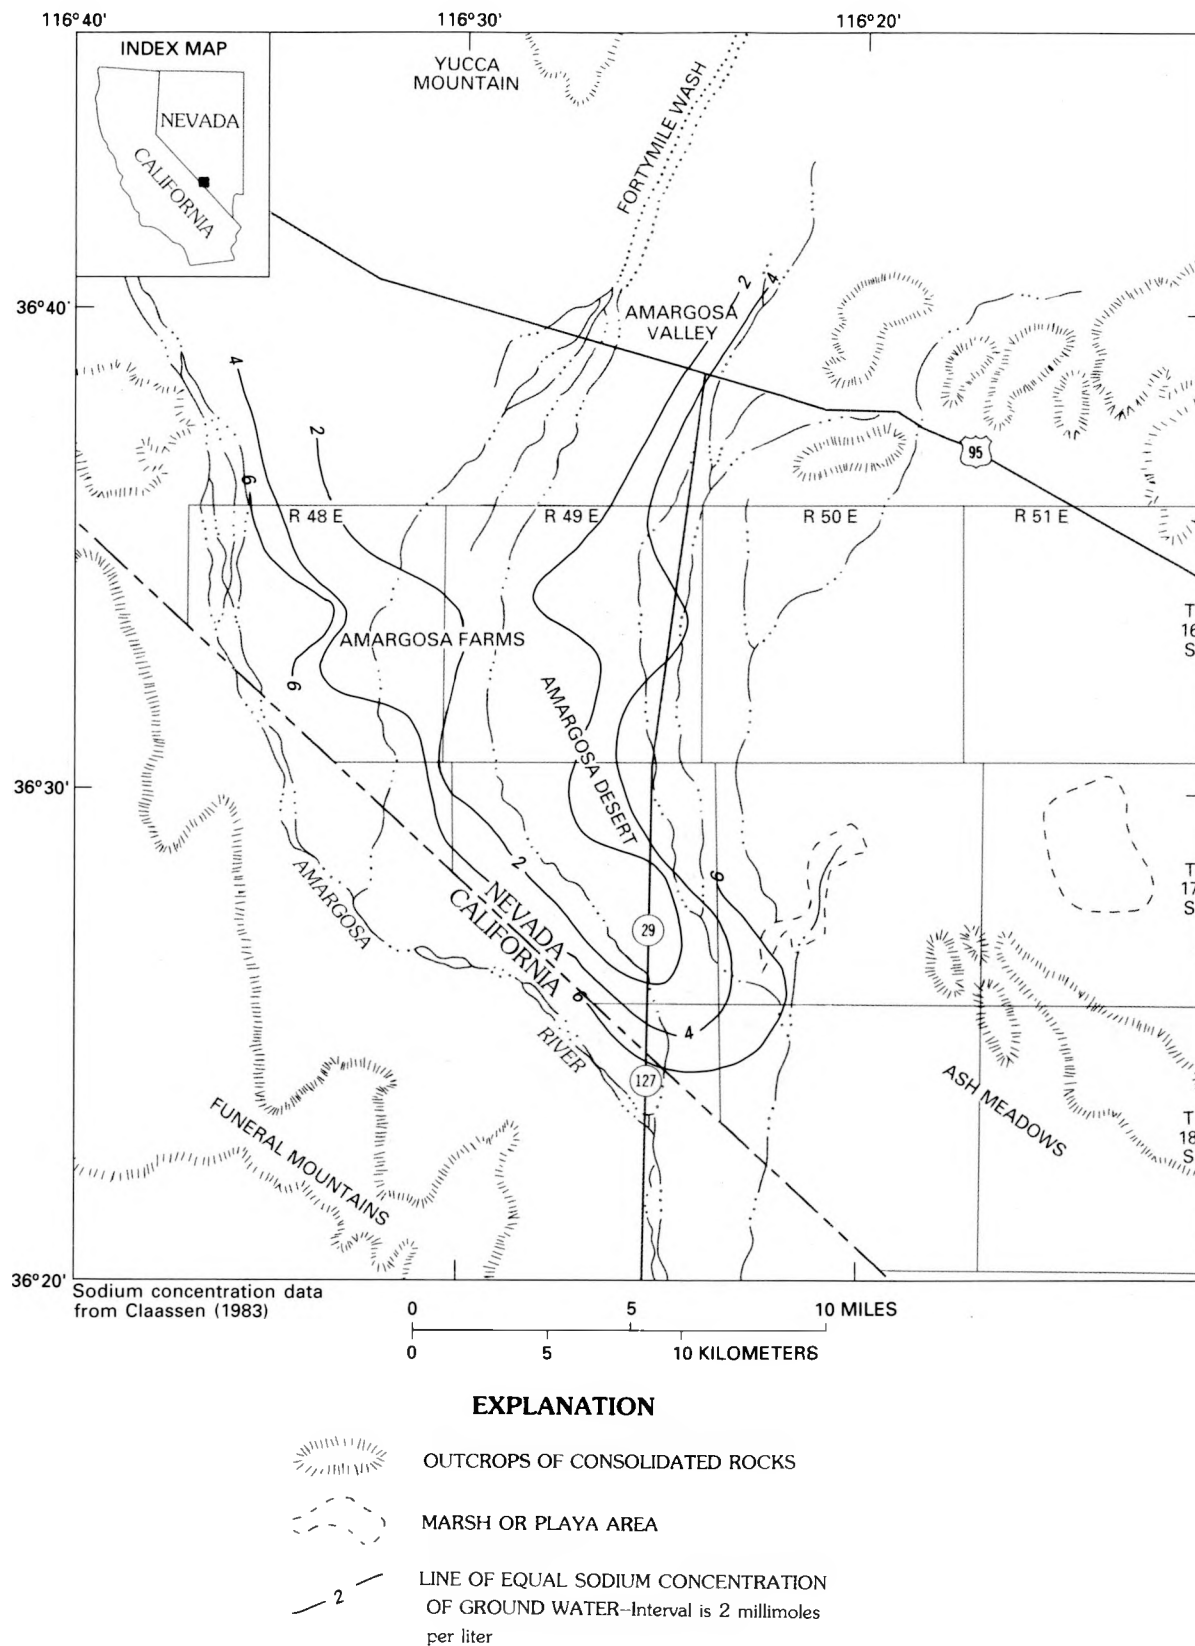 116°40'
116°30'
116°20'
INDEX MAP
NEVADA
CALIFORNIA
YUCCA
MOUNTAIN
FORTYMILE WASH
36°40'
2
4
AMARGOSA
VALLEY
4
2
95
6
R 48 E
R 49 E
R 50 E
R 51 E
T
16
S
AMARGOSA FARMS
6
AMARGOSA DESERT
36°30'
2
6
T
17
S
AMARGOSA
RIVER
NEVADA
CALIFORNIA
29
6
4
127
ASH MEADOWS
T
18
S
FUNERAL MOUNTAINS
36°20'
Sodium concentration data
from Claassen (1983)
0 5 10 MILES
0 5 10 KILOMETERS
EXPLANATION
OUTCROPS OF CONSOLIDATED ROCKS
MARSH OR PLAYA AREA
2
LINE OF EQUAL SODIUM CONCENTRATION
OF GROUND WATER--Interval is 2 millimoles
per liter